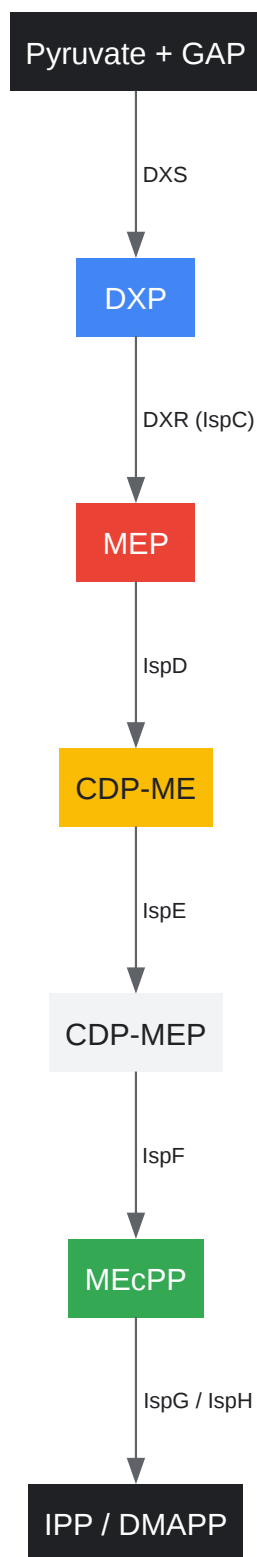 Pyruvate + GAP
DXS
DXP
DXR (IspC)
MEP
IspD
CDP-ME
IspE
CDP-MEP
IspF
MEcPP
IspG / IspH
IPP / DMAPP